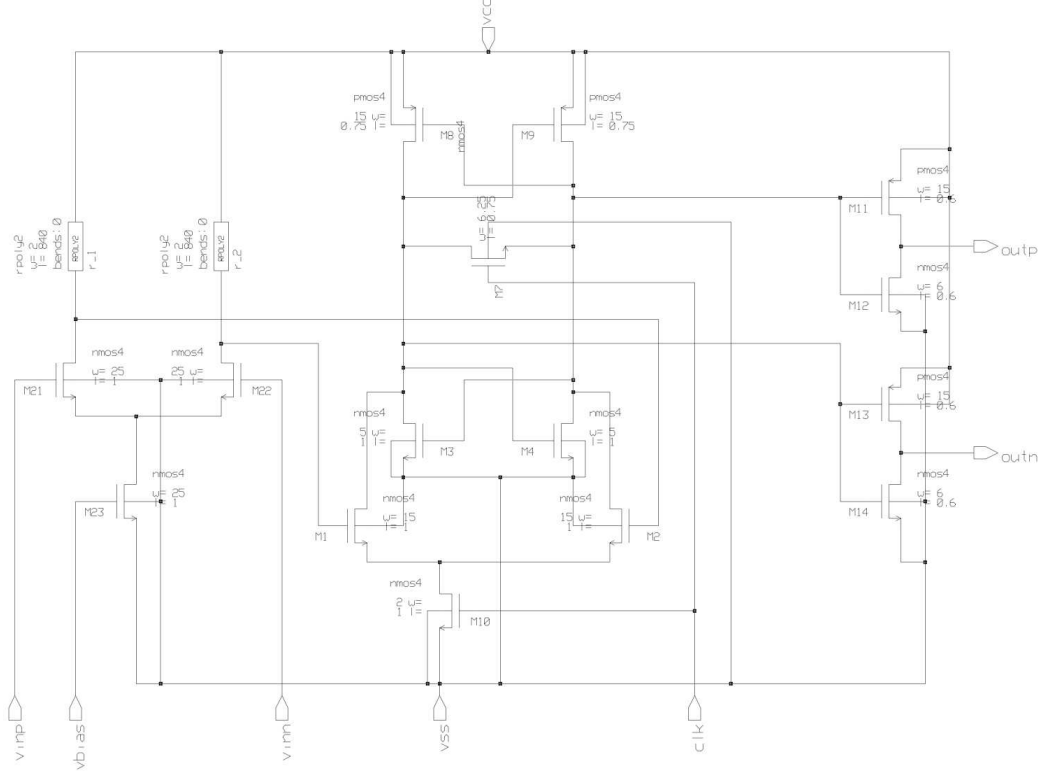 vcc
pmos4
15 w=
0.75 l=
M8
nmos4
M9
pmos4
w= 15
l= 0.75
w= 6.25
l= 0.75
M7
rpoly2
w= 2
l= 840
bends: 0
RPOLY2
r_1
rpoly2
w= 2
l= 840
bends: 0
RPOLY2
r_2
pmos4
w= 15
l= 0.6
M11
outp
nmos4
w= 6
l= 0.6
M12
nmos4
w= 25
l= 1
M21
nmos4
25 w=
1 l=
M22
pmos4
w= 15
l= 0.6
M13
nmos4
5 w=
1 l=
M3
nmos4
w= 5
l= 1
M4
outn
nmos4
w= 25
l= 1
M23
nmos4
w= 15
l= 1
M1
nmos4
15 w=
1 l=
M2
nmos4
w= 6
l= 0.6
M14
nmos4
2 w=
1 l=
M10
vinp
vbias
vinn
vss
clk